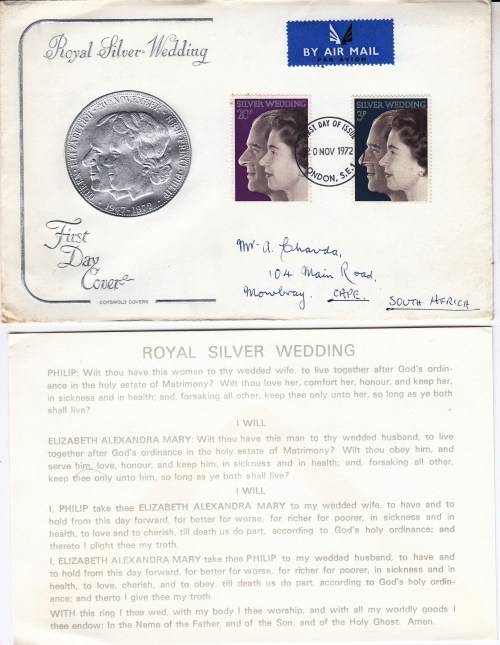 Royal Silver Wedding
BY AIR MAIL
PAR AVION
SILVER WEDDING
20p
FIRST DAY OF ISSUE
20 NOV 1972
LONDON, S.E.1
SILVER WEDDING
3p
QUEEN ELIZABETH II · 20 · NOVEMBER · PRINCE PHILIP
1947-1972
First
Day
Cover
COTSWOLD COVERS
Mr. A. Chavda,
104 Main Road,
Mowbray. CAPE.
SOUTH AFRICA
ROYAL SILVER WEDDING
PHILIP: Wilt thou have this woman to thy wedded wife, to live together after God's ordin-
ance in the holy estate of Matrimony? Wilt thou love her, comfort her, honour, and keep her,
in sickness and in health; and, forsaking all other, keep thee only unto her, so long as ye both
shall live?
I WILL
ELIZABETH ALEXANDRA MARY: Wilt thou have this man to thy wedded husband, to live
together after God's ordinance in the holy estate of Matrimony? Wilt thou obey him, and
serve him, love, honour, and keep him, in sickness and in health; and, forsaking all other,
keep thee only unto him, so long as ye both shall live?
I WILL
I, PHILIP take thee ELIZABETH ALEXANDRA MARY to my wedded wife, to have and to
hold from this day forward, for better for worse, for richer for poorer, in sickness and in
health, to love and to cherish, till death us do part, according to God's holy ordinance; and
thereto I plight thee my troth.
I, ELIZABETH ALEXANDRA MARY take thee PHILIP to my wedded husband, to have and
to hold from this day forward, for better for worse, for richer for poorer, in sickness and in
health, to love, cherish, and to obey, till death us do part, according to God's holy ordin-
ance; and therto I give thee my troth.
WITH this ring I thee wed, with my body I thee worship, and with all my worldly goods I
thee endow: In the Name of the Father, and of the Son, and of the Holy Ghost. Amen.